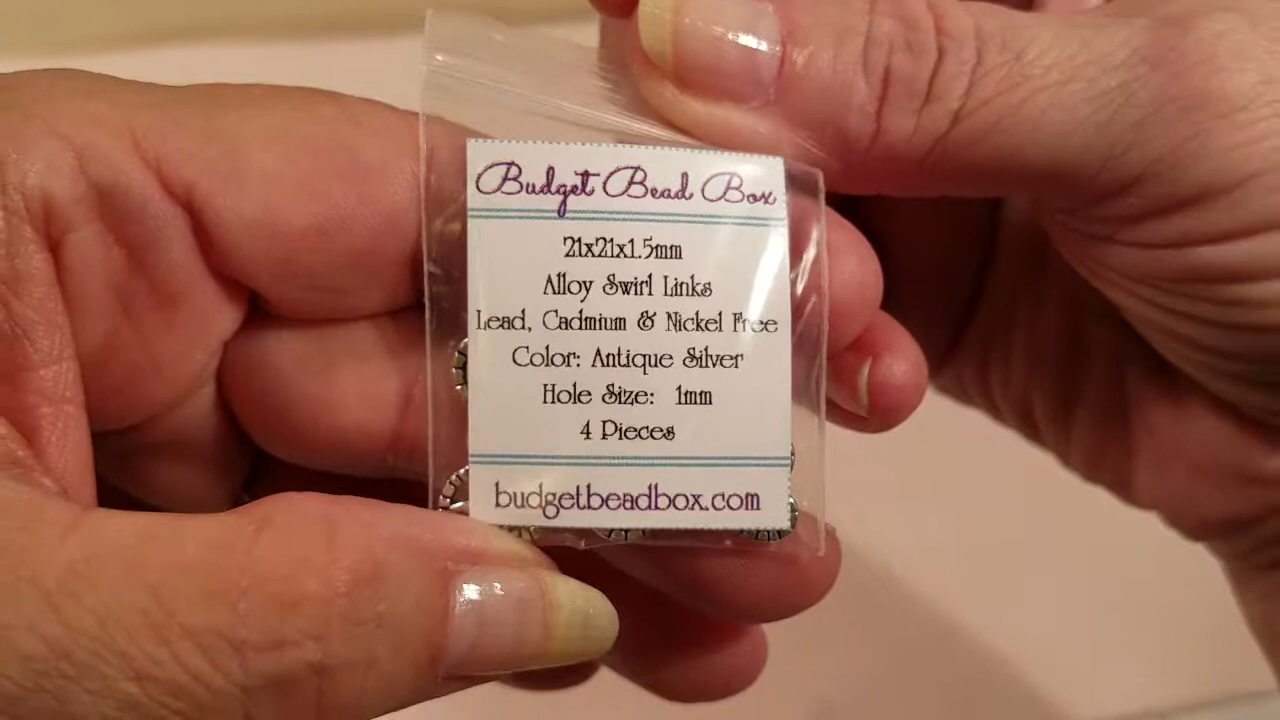 Budget Bead Box
21x21x1.5mm
Alloy Swirl Links
Lead, Cadmium & Nickel Free
Color: Antique Silver
Hole Size: 1mm
4 Pieces
budgetbeadbox.com